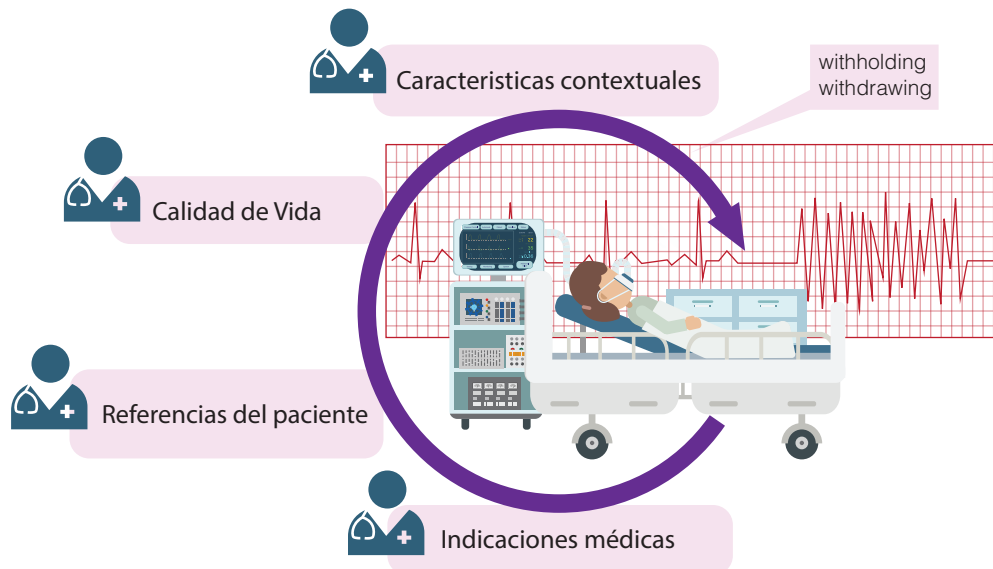 Caracteristicas contextuales
withholding
withdrawing
Calidad de Vida
Referencias del paciente
Indicaciones médicas